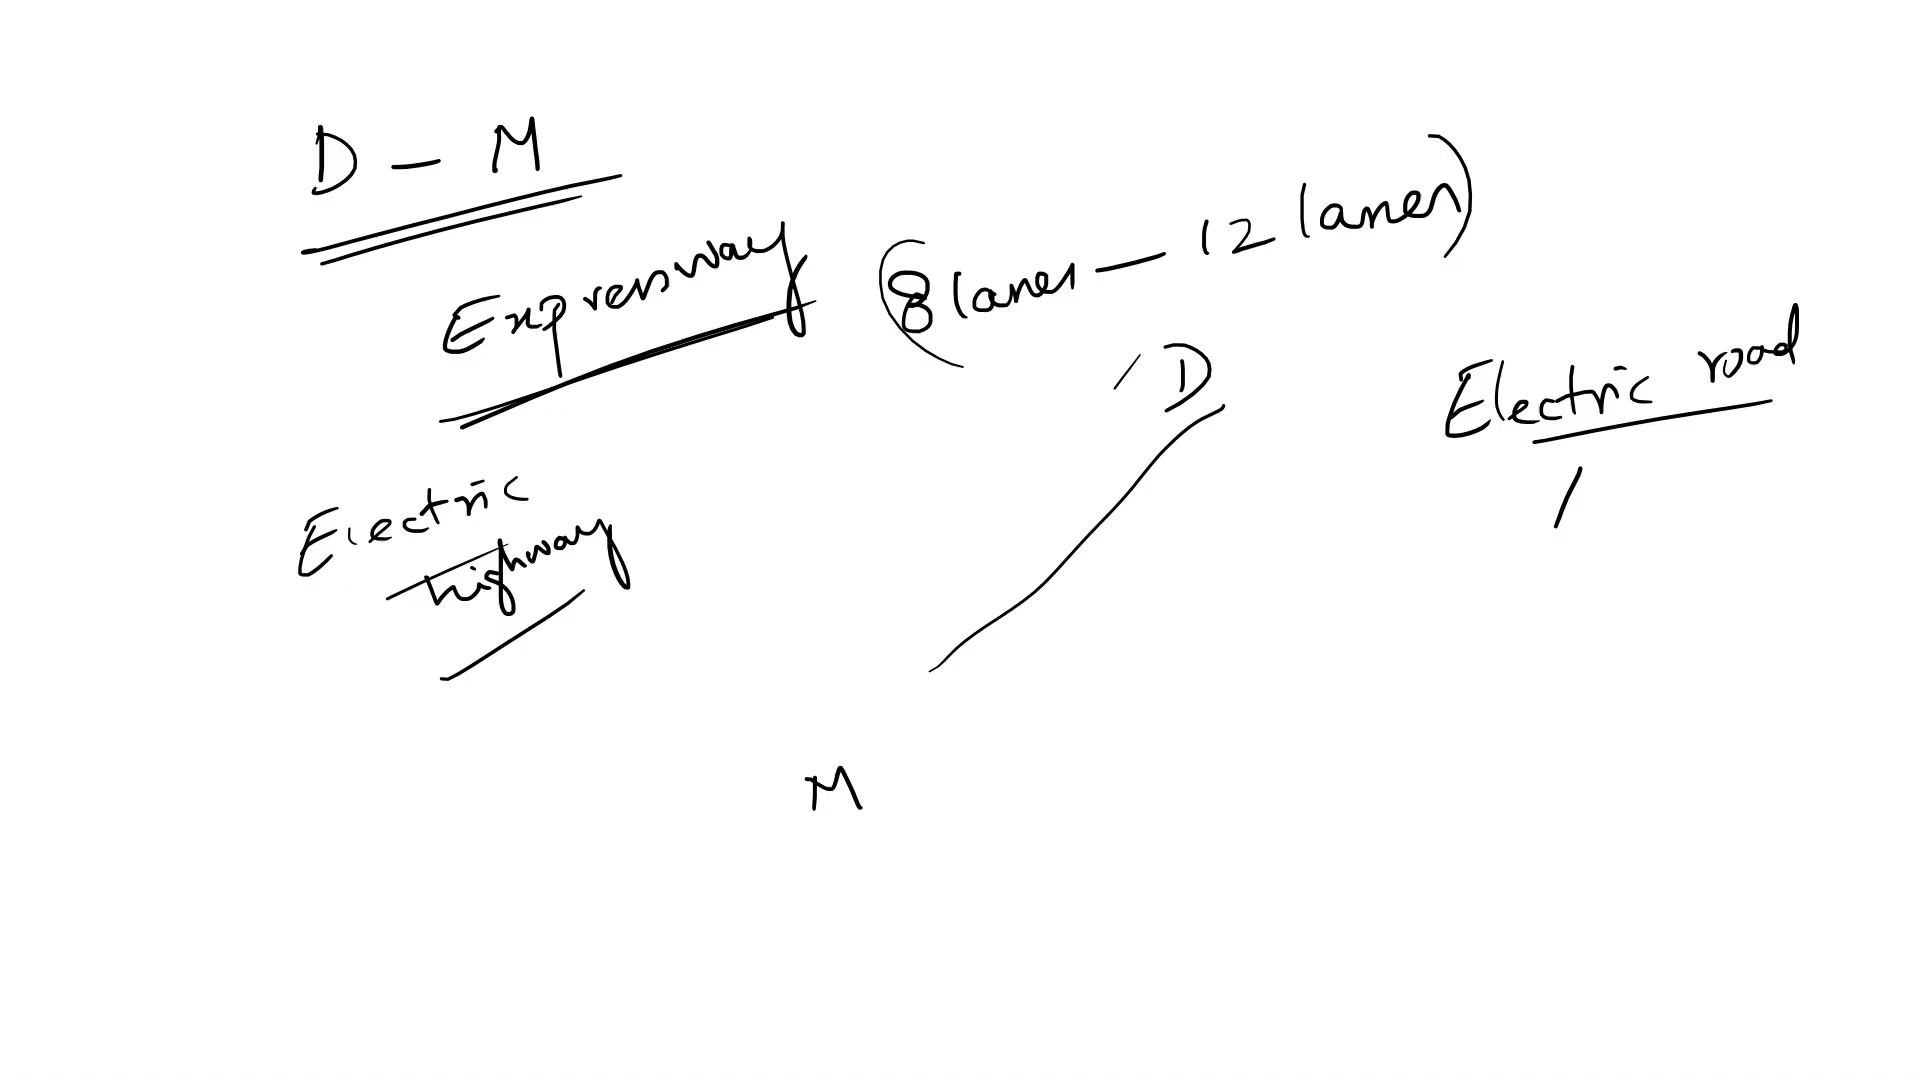 D - M
Expressway (8 lanes - 12 lanes)
D
Electric road
Electric
highway
M